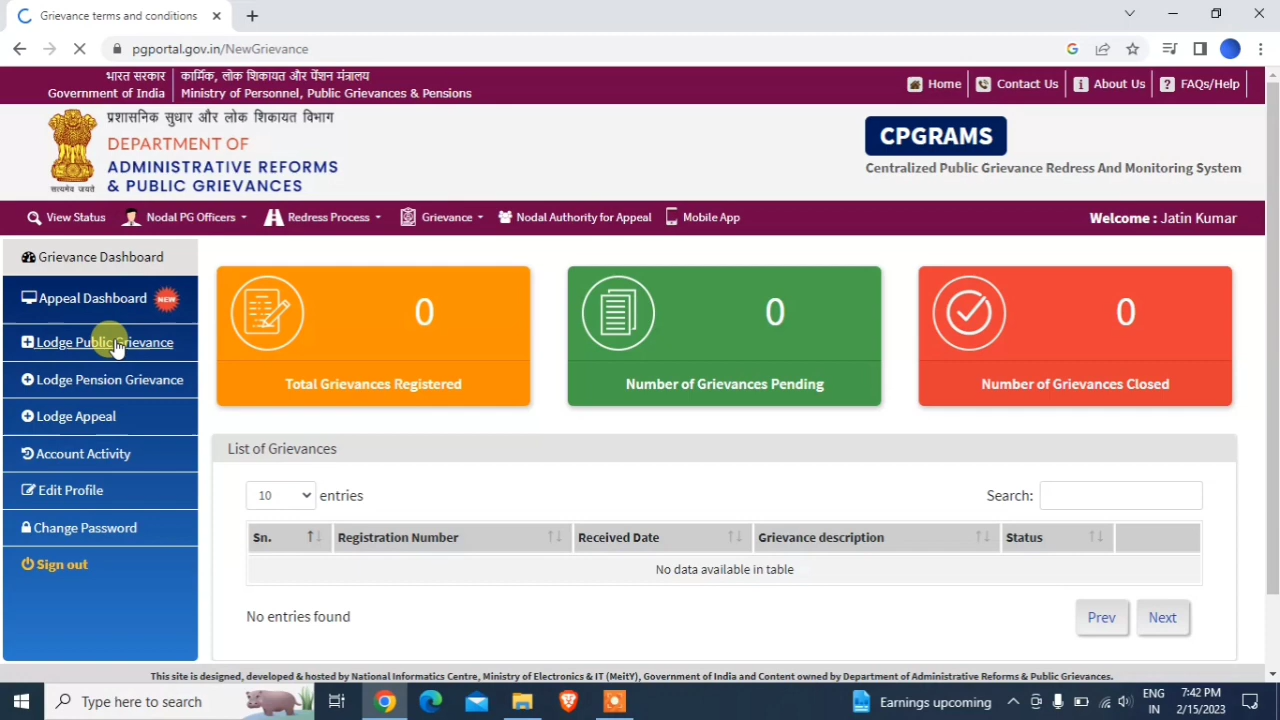 Grievance terms and conditions
pgportal.gov.in/NewGrievance
भारत सरकार
Government of India
कार्मिक, लोक शिकायत और पेंशन मंत्रालय
Ministry of Personnel, Public Grievances & Pensions
Home
Contact Us
About Us
FAQs/Help
सत्यमेव जयते
प्रशासनिक सुधार और लोक शिकायत विभाग
DEPARTMENT OF
ADMINISTRATIVE REFORMS
& PUBLIC GRIEVANCES
CPGRAMS
Centralized Public Grievance Redress And Monitoring System
View Status
Nodal PG Officers
Redress Process
Grievance
Nodal Authority for Appeal
Mobile App
Welcome : Jatin Kumar
Grievance Dashboard
Appeal Dashboard NEW
Lodge Public Grievance
Lodge Pension Grievance
Lodge Appeal
Account Activity
Edit Profile
Change Password
Sign out
0
Total Grievances Registered
0
Number of Grievances Pending
0
Number of Grievances Closed
List of Grievances
10 entries
Search:
Sn. Registration Number Received Date Grievance description Status
No data available in table
No entries found
Prev Next
This site is designed, developed & hosted by National Informatics Centre, Ministry of Electronics & IT (MeitY), Government of India and Content owned by Department of Administrative Reforms & Public Grievances.
Type here to search
Earnings upcoming
ENG
IN
7:42 PM
2/15/2023